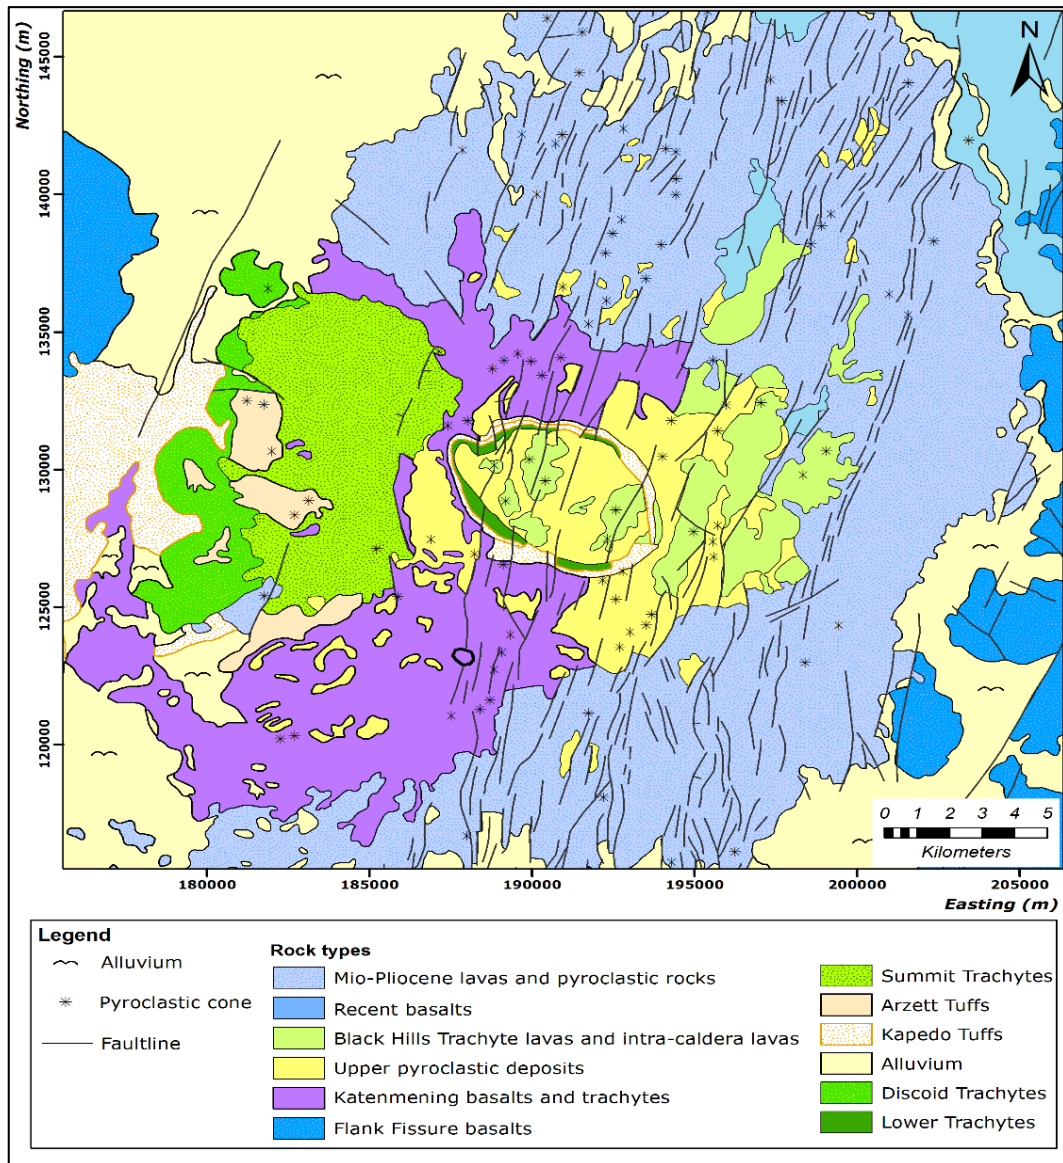 Northing (m)
145000
140000
135000
130000
125000
120000
N
0 1 2 3 4 5
Kilometers
180000 185000 190000 195000 200000 205000
Easting (m)
Legend
Alluvium
Pyroclastic cone
Faultline
Rock types
Mio-Pliocene lavas and pyroclastic rocks
Recent basalts
Black Hills Trachyte lavas and intra-caldera lavas
Upper pyroclastic deposits
Katenmening basalts and trachytes
Flank Fissure basalts
Summit Trachytes
Arzett Tuffs
Kapedo Tuffs
Alluvium
Discoid Trachytes
Lower Trachytes